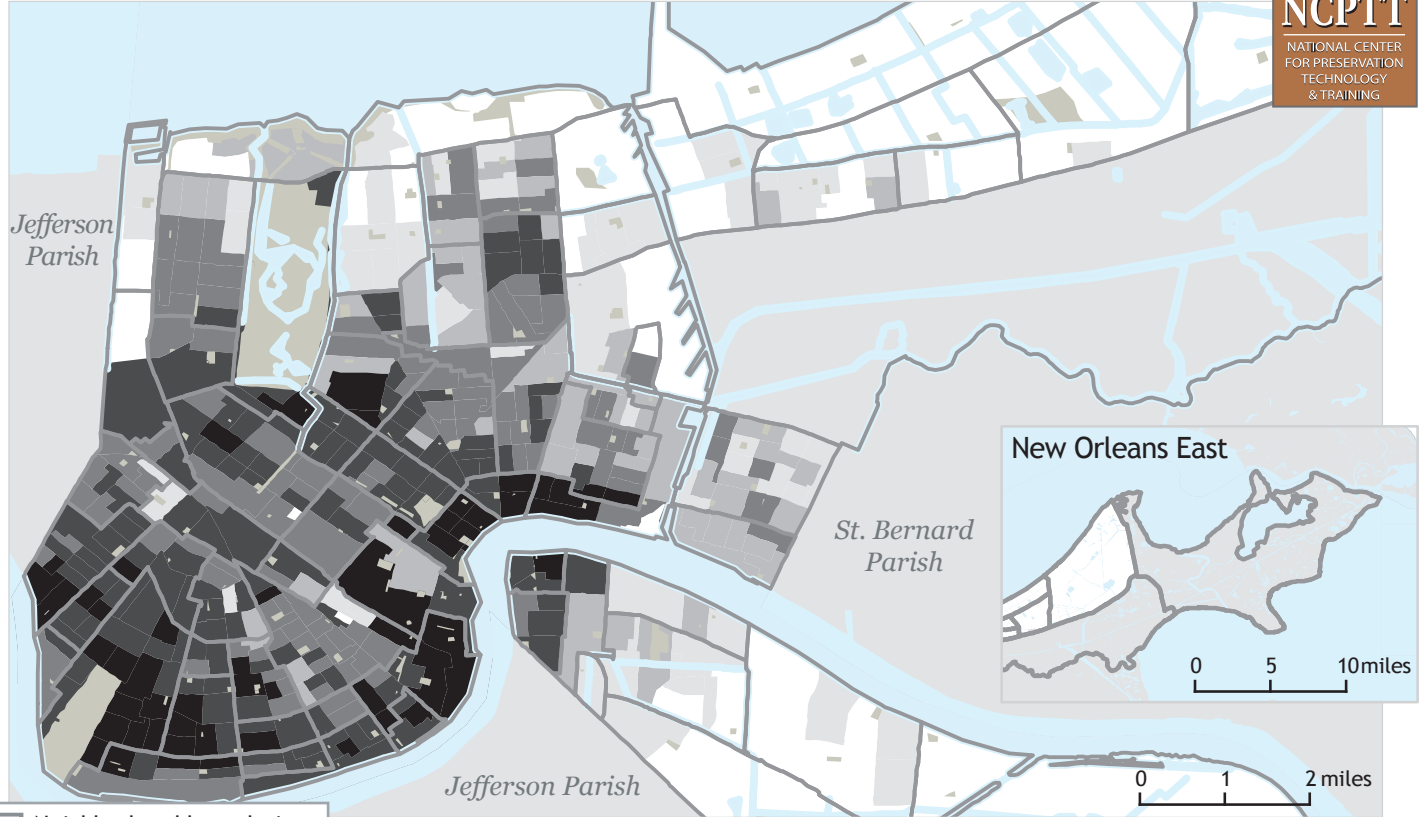 NCPTT
NATIONAL CENTER
FOR PRESERVATION
TECHNOLOGY
& TRAINING
Jefferson
Parish
New Orleans East
St. Bernard
Parish
0 5 10 miles
Jefferson Parish
0 1 2 miles